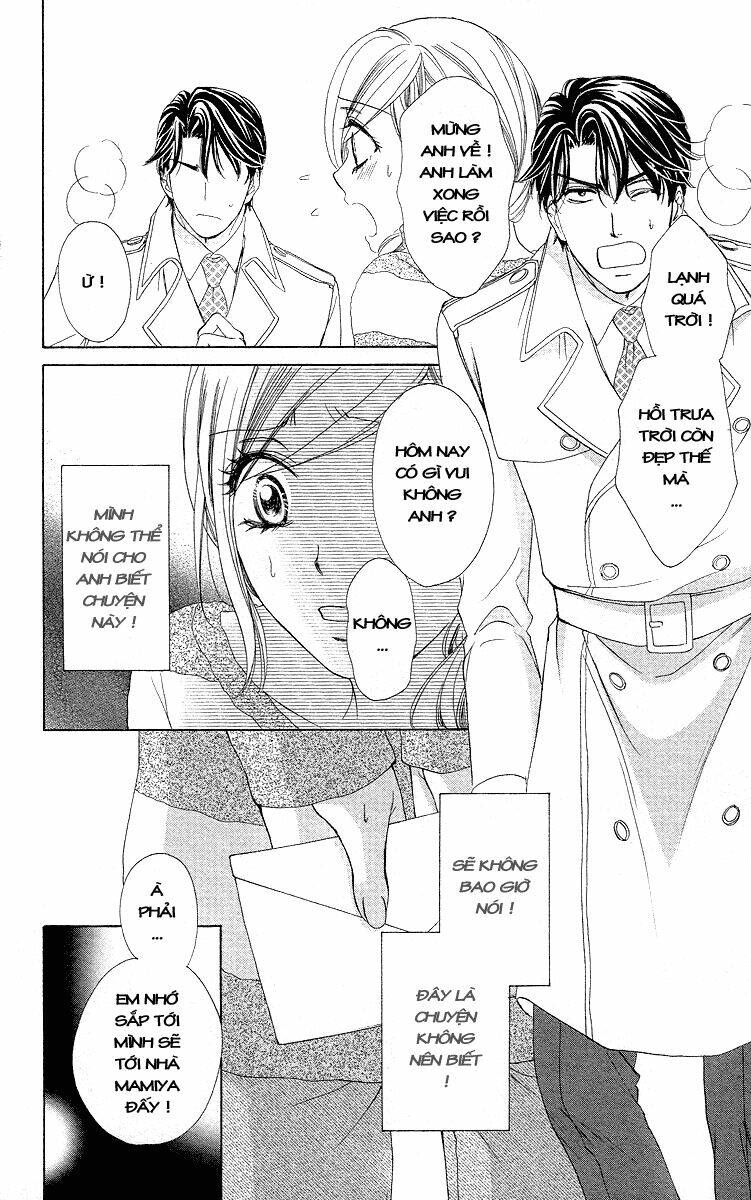 LẠNH
QUÁ
TRỜI !
HỒI TRƯA
TRỜI CÒN
ĐẸP THẾ
MÀ
...
MỪNG
ANH VỀ !
ANH LÀM
XONG
VIỆC RỒI
SAO ?
Ừ !
HÔM NAY
CÓ GÌ VUI
KHÔNG
ANH ?
KHÔNG
...
MÌNH
KHÔNG THỂ
NÓI CHO
ANH BIẾT
CHUYỆN
NÀY !
SẼ KHÔNG
BAO GIỜ
NÓI !
ĐÂY LÀ
CHUYỆN
KHÔNG
NÊN BIẾT
!
À
PHẢI
...
EM NHỚ
SẮP TỚI
MÌNH SẼ
TỚI NHÀ
MAMIYA
ĐẤY !